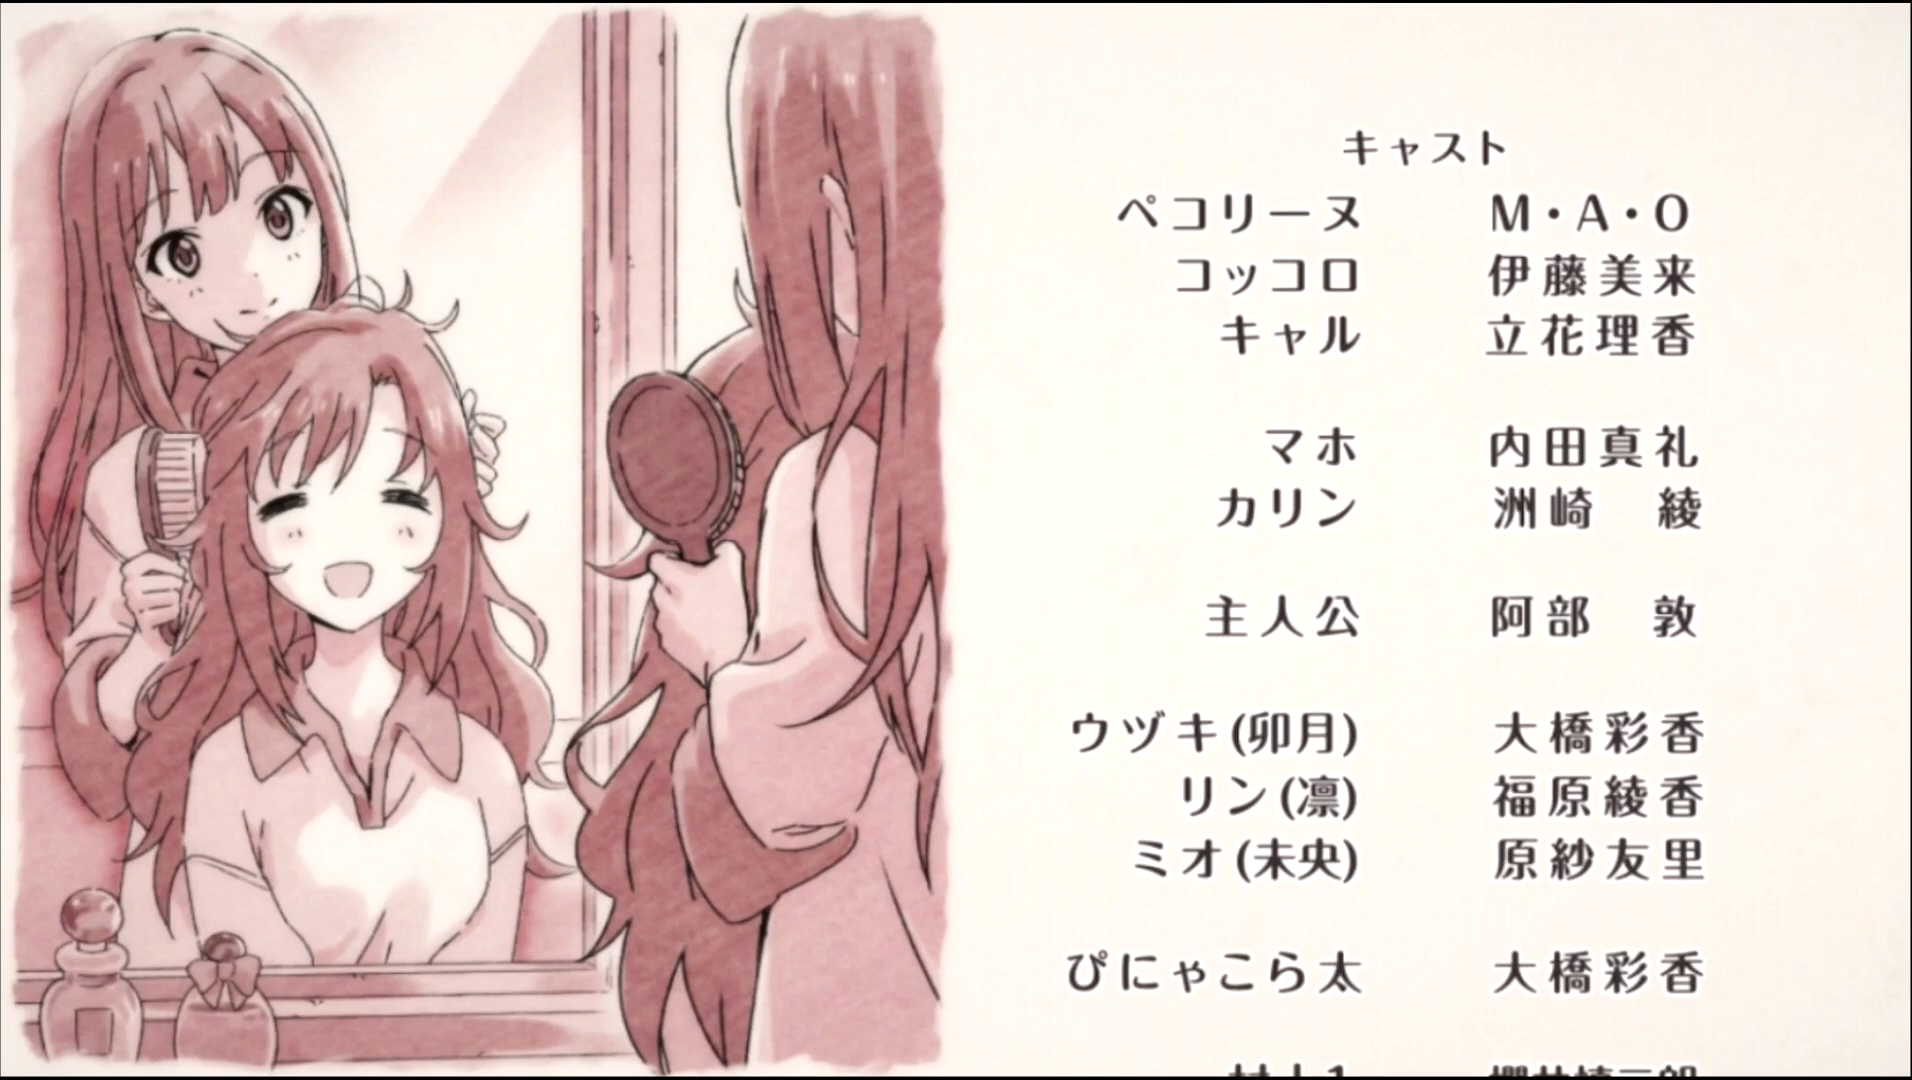 キャスト
ペコリーヌ M・A・O
コッコロ 伊藤美来
キャル 立花理香
マホ 内田真礼
カリン 洲崎 綾
主人公 阿部 敦
ウヅキ(卯月) 大橋彩香
リン(凛) 福原綾香
ミオ(未央) 原紗友里
ぴにゃこら太 大橋彩香